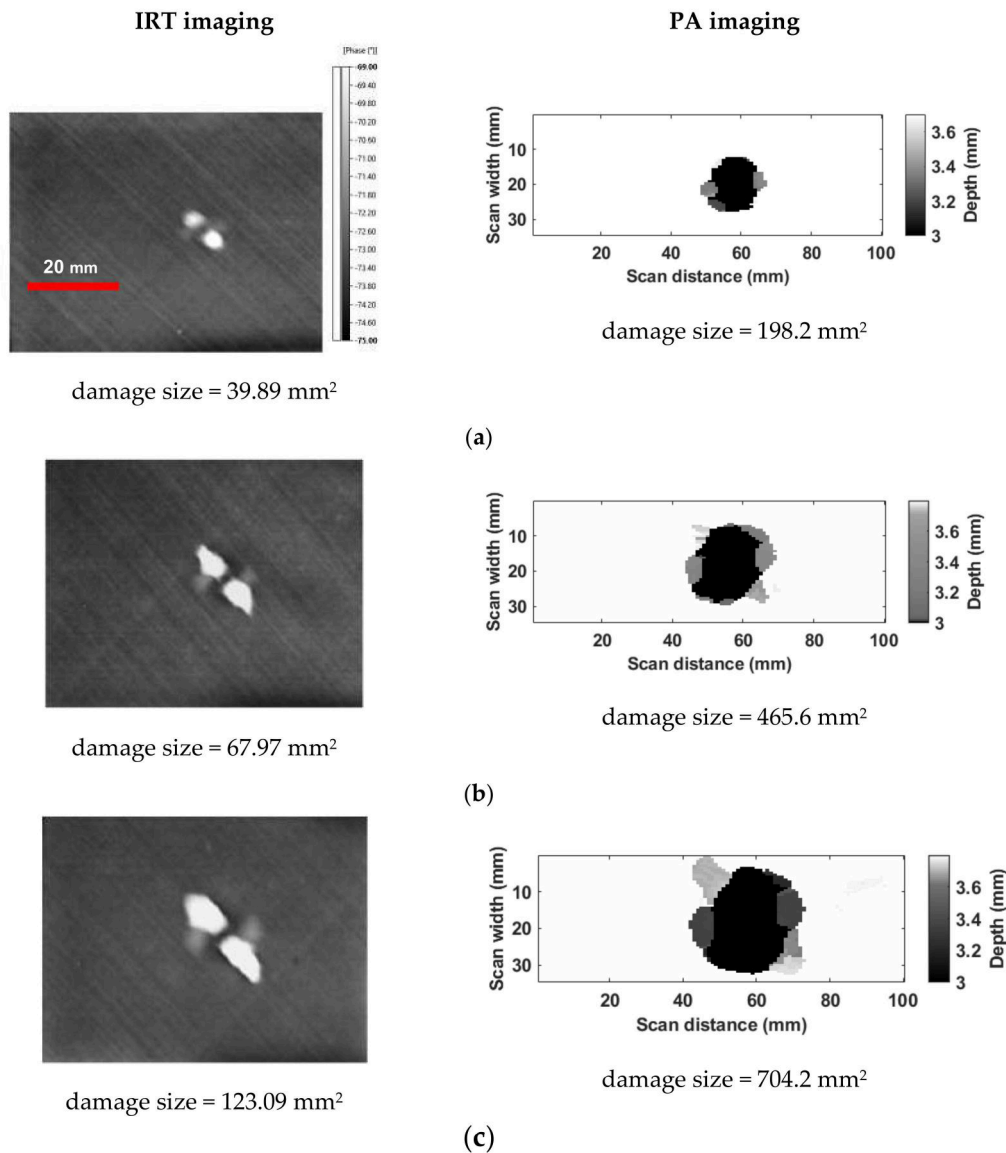 IRT imaging
PA imaging
[Phase (°)]
-69.00
-69.40
-69.80
-70.20
-70.60
-71.00
-71.40
-71.80
-72.20
-72.60
-73.00
-73.40
-73.80
-74.20
-74.60
-75.00
20 mm
Scan width (mm)
10
20
30
20 40 60 80 100
Scan distance (mm)
3.6
3.4
3.2
3
Depth (mm)
damage size = 39.89 mm²
damage size = 198.2 mm²
(a)
Scan width (mm)
10
20
30
20 40 60 80 100
Scan distance (mm)
3.6
3.4
3.2
3
Depth (mm)
damage size = 67.97 mm²
damage size = 465.6 mm²
(b)
Scan width (mm)
10
20
30
20 40 60 80 100
Scan distance (mm)
3.6
3.4
3.2
3
Depth (mm)
damage size = 123.09 mm²
damage size = 704.2 mm²
(c)